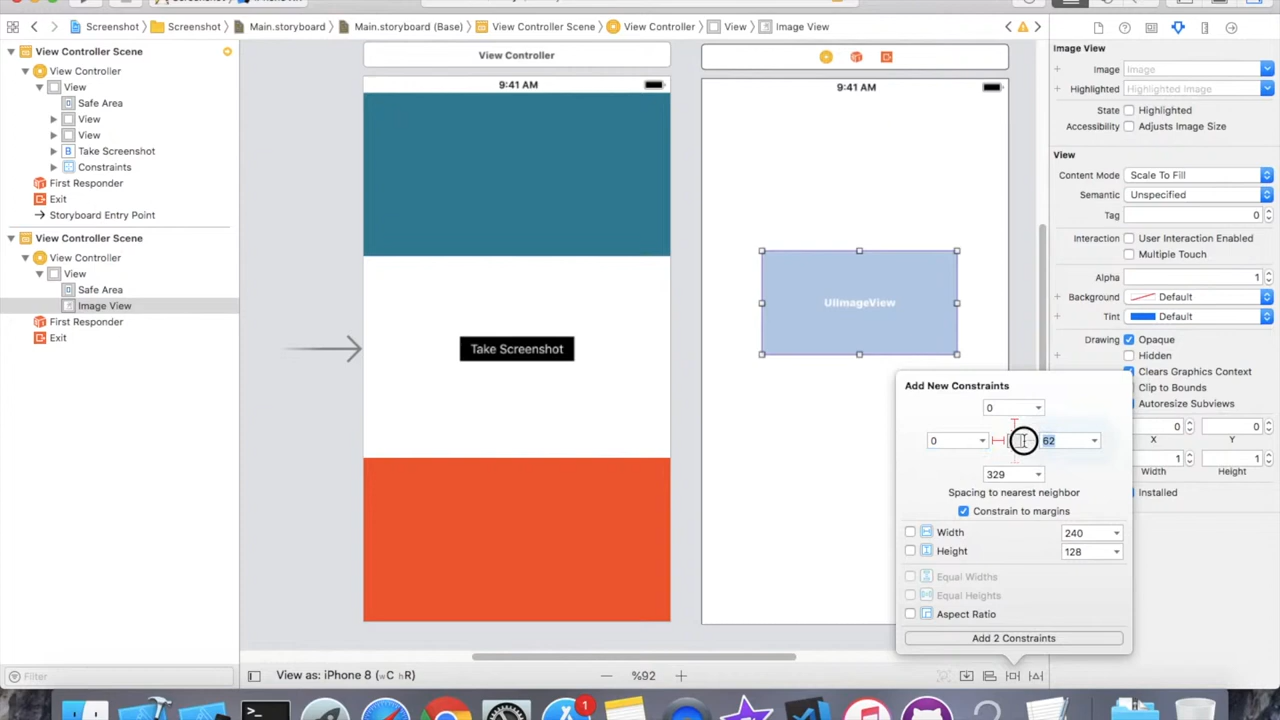 Screenshot
Screenshot
Main.storyboard
Main.storyboard (Base)
View Controller Scene
View Controller
View
Image View
View Controller Scene
View Controller
View
Safe Area
View
View
B Take Screenshot
Constraints
First Responder
Exit
Storyboard Entry Point
View Controller Scene
View Controller
View
Safe Area
Image View
First Responder
Exit
Filter
View Controller
9:41 AM
Take Screenshot
9:41 AM
UIImageView
Add New Constraints
0
0
62
329
Spacing to nearest neighbor
Constrain to margins
Width 240
Height 128
Equal Widths
Equal Heights
Aspect Ratio
Add 2 Constraints
View as: iPhone 8 (wC hR)
%92
Image View
Image Image
Highlighted Highlighted Image
State Highlighted
Accessibility Adjusts Image Size
View
Content Mode Scale To Fill
Semantic Unspecified
Tag 0
Interaction User Interaction Enabled
Multiple Touch
Alpha 1
Background Default
Tint Default
Drawing Opaque
Hidden
Clears Graphics Context
Clip to Bounds
Autoresize Subviews
0 0
X Y
1 1
Width Height
Installed
1